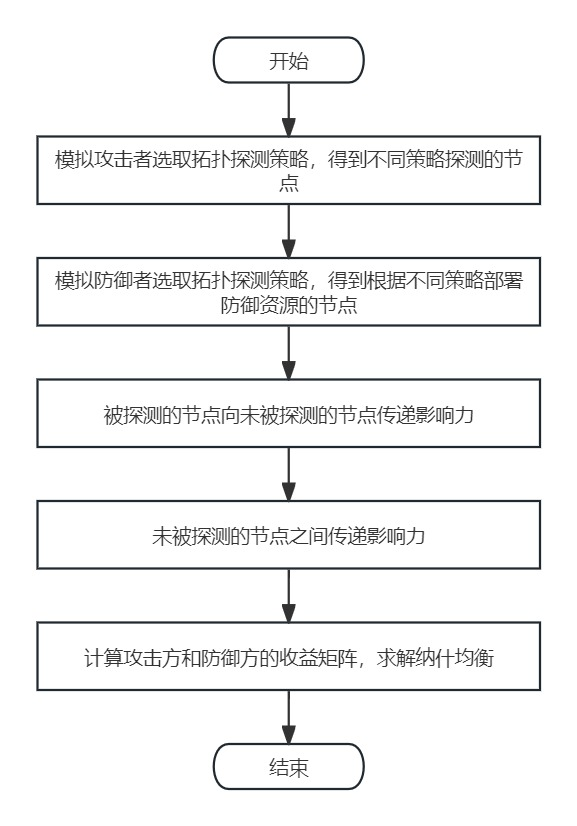 开始
模拟攻击者选取拓扑探测策略，得到不同策略探测的节
点
模拟防御者选取拓扑探测策略，得到根据不同策略部署
防御资源的节点
被探测的节点向未被探测的节点传递影响力
未被探测的节点之间传递影响力
计算攻击方和防御方的收益矩阵，求解纳什均衡
结束